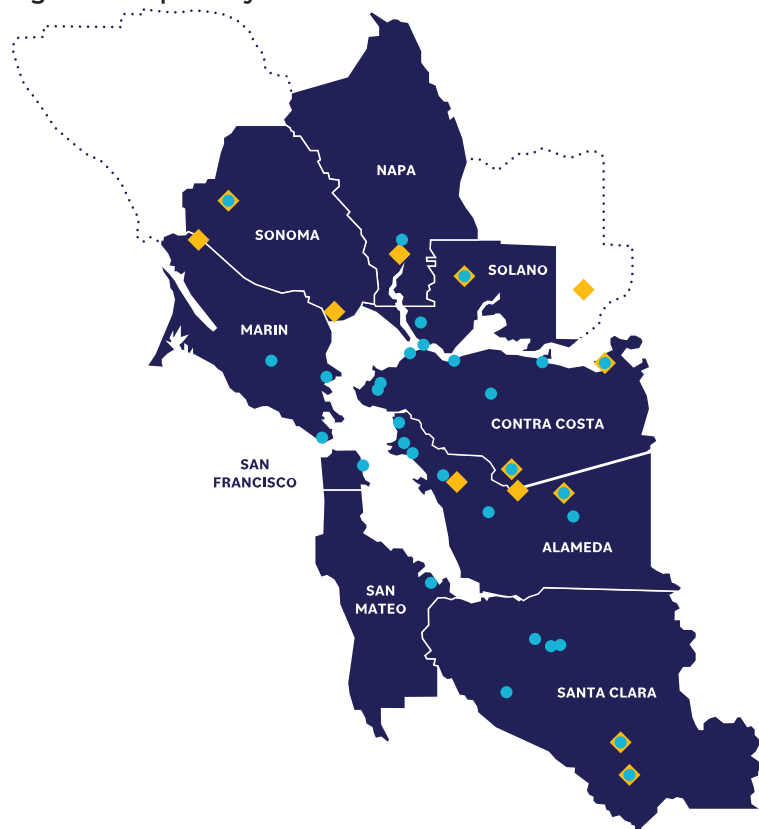 NAPA
SONOMA
SOLANO
MARIN
CONTRA COSTA
SAN
FRANCISCO
ALAMEDA
SAN
MATEO
SANTA CLARA